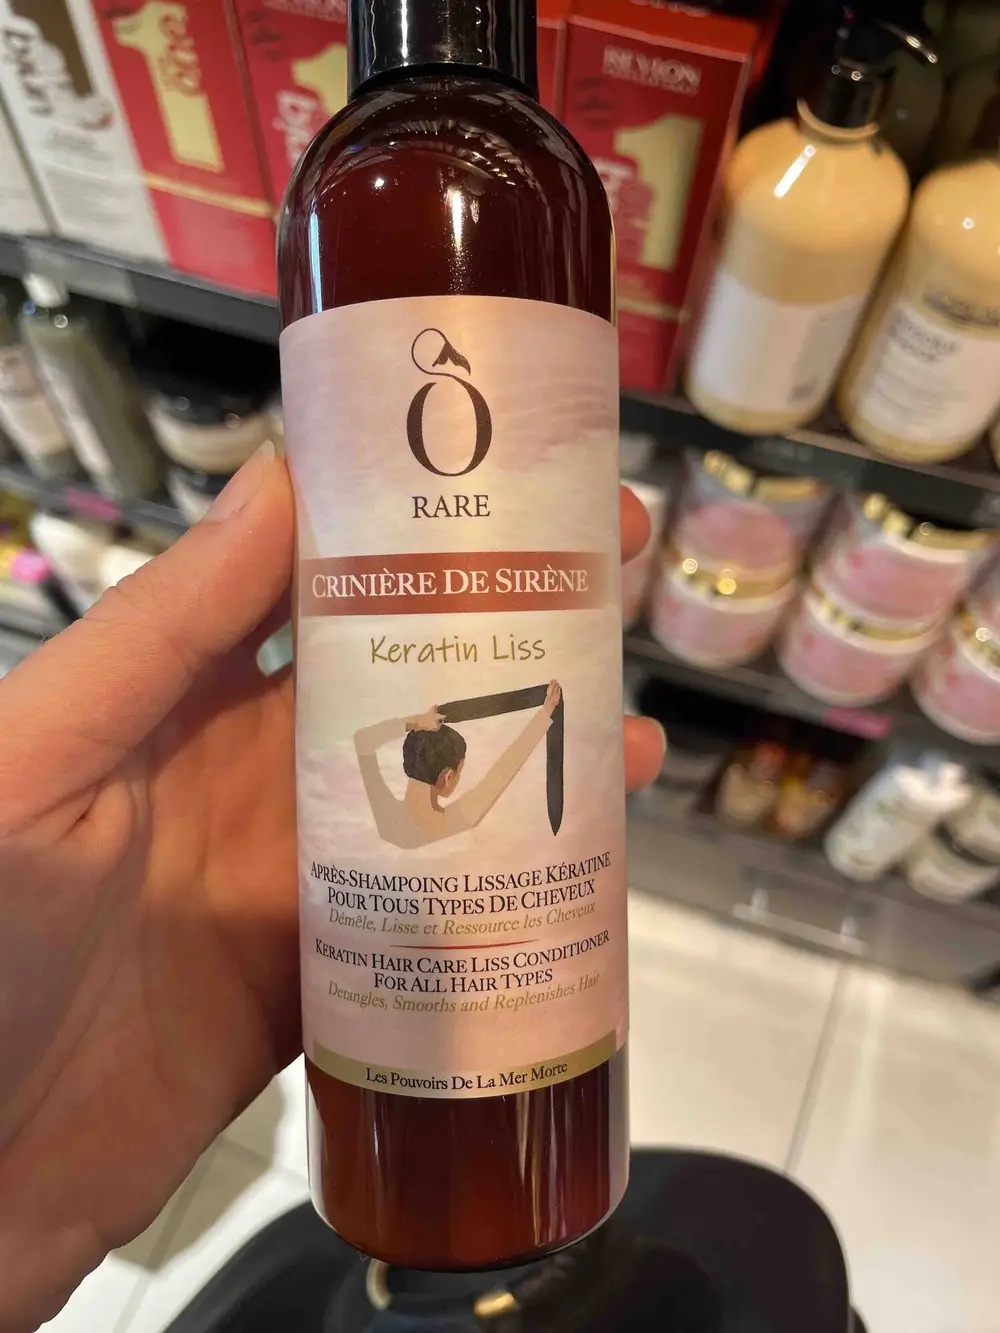 REVLON
Ô
RARE
CRINIÈRE DE SIRÈNE
Keratin Liss
APRÈS-SHAMPOING LISSAGE KÉRATINE
POUR TOUS TYPES DE CHEVEUX
Démêle, Lisse et Ressource les Cheveux
KERATIN HAIR CARE LISS CONDITIONER
FOR ALL HAIR TYPES
Detangles, Smooths and Replenishes Hair
Les Pouvoirs De La Mer Morte